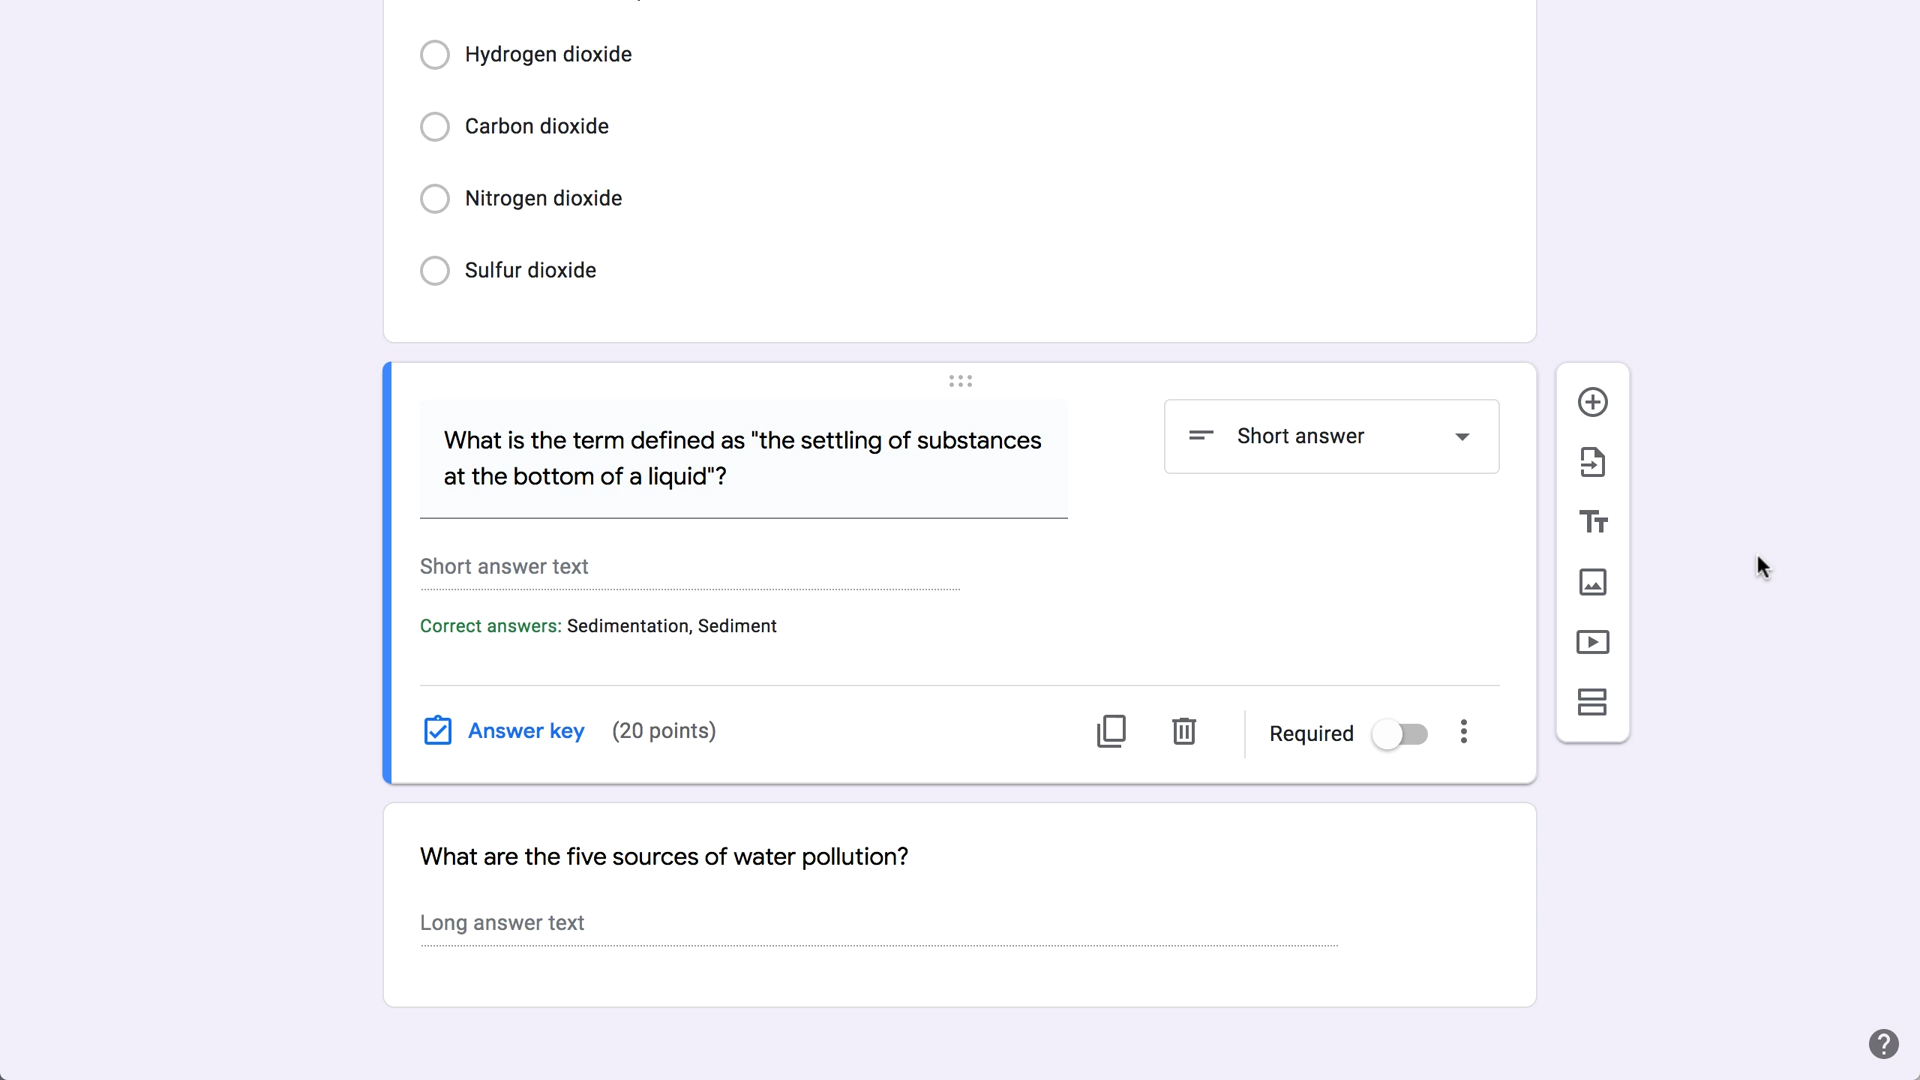 Hydrogen dioxide
Carbon dioxide
Nitrogen dioxide
Sulfur dioxide
What is the term defined as "the settling of substances
at the bottom of a liquid"?
Short answer
Short answer text
Correct answers: Sedimentation, Sediment
Answer key (20 points)
Required
What are the five sources of water pollution?
Long answer text